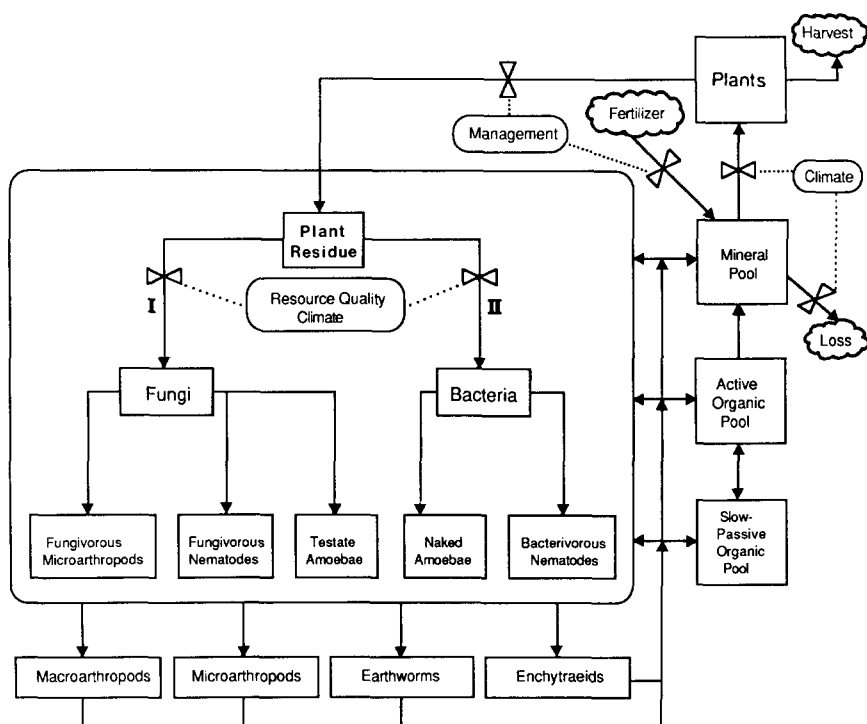 Harvest
Plants
Fertilizer
Management
Climate
Plant
Residue
Mineral
Pool
Resource Quality
Climate
I
II
Loss
Fungi
Bacteria
Active
Organic
Pool
Fungivorous
Microarthropods
Fungivorous
Nematodes
Testate
Amoebae
Naked
Amoebae
Bacterivorous
Nematodes
Slow-
Passive
Organic
Pool
Macroarthropods
Microarthropods
Earthworms
Enchytraeids